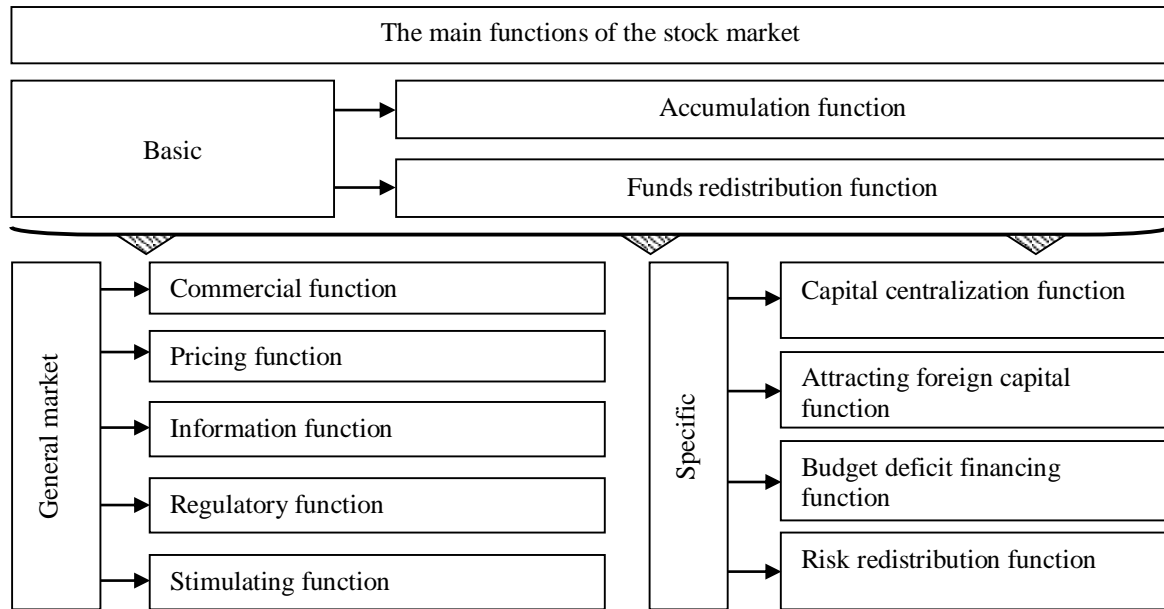 The main functions of the stock market
Basic
Accumulation function
Funds redistribution function
General market
Commercial function
Pricing function
Information function
Regulatory function
Stimulating function
Specific
Capital centralization function
Attracting foreign capital
function
Budget deficit financing
function
Risk redistribution function